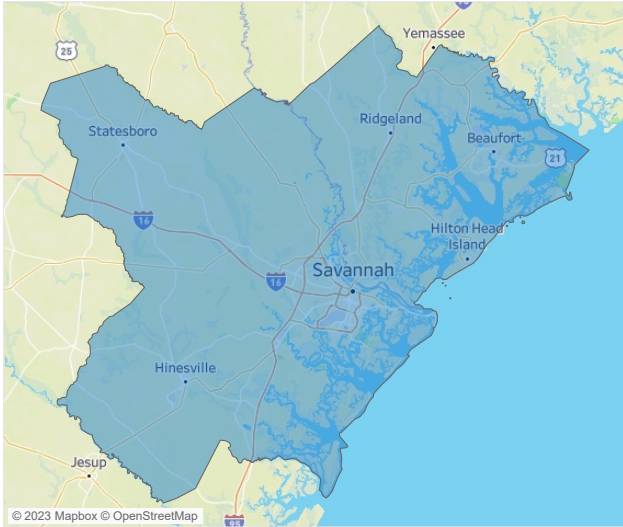 Yemassee
25
Ridgeland
Statesboro
Beaufort
21
16
Hilton Head
Island
Savannah
16
Hinesville
Jesup
95
© 2023 Mapbox © OpenStreetMap